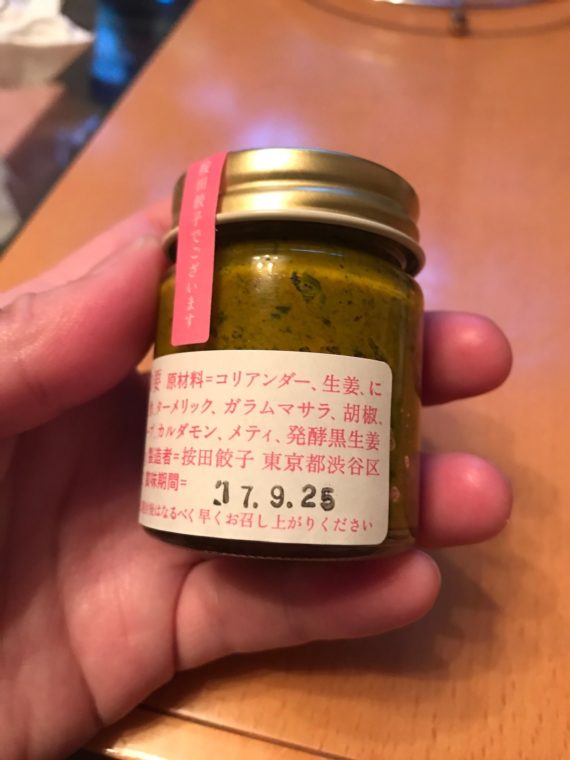 按田餃子でございます
要 原材料=コリアンダー、生姜、に
ターメリック、ガラムマサラ、胡椒、
カルダモン、メティ、発酵黒生姜
製造者=按田餃子 東京都渋谷区
賞味期間=
17.9.25
はなるべく早くお召し上がりください